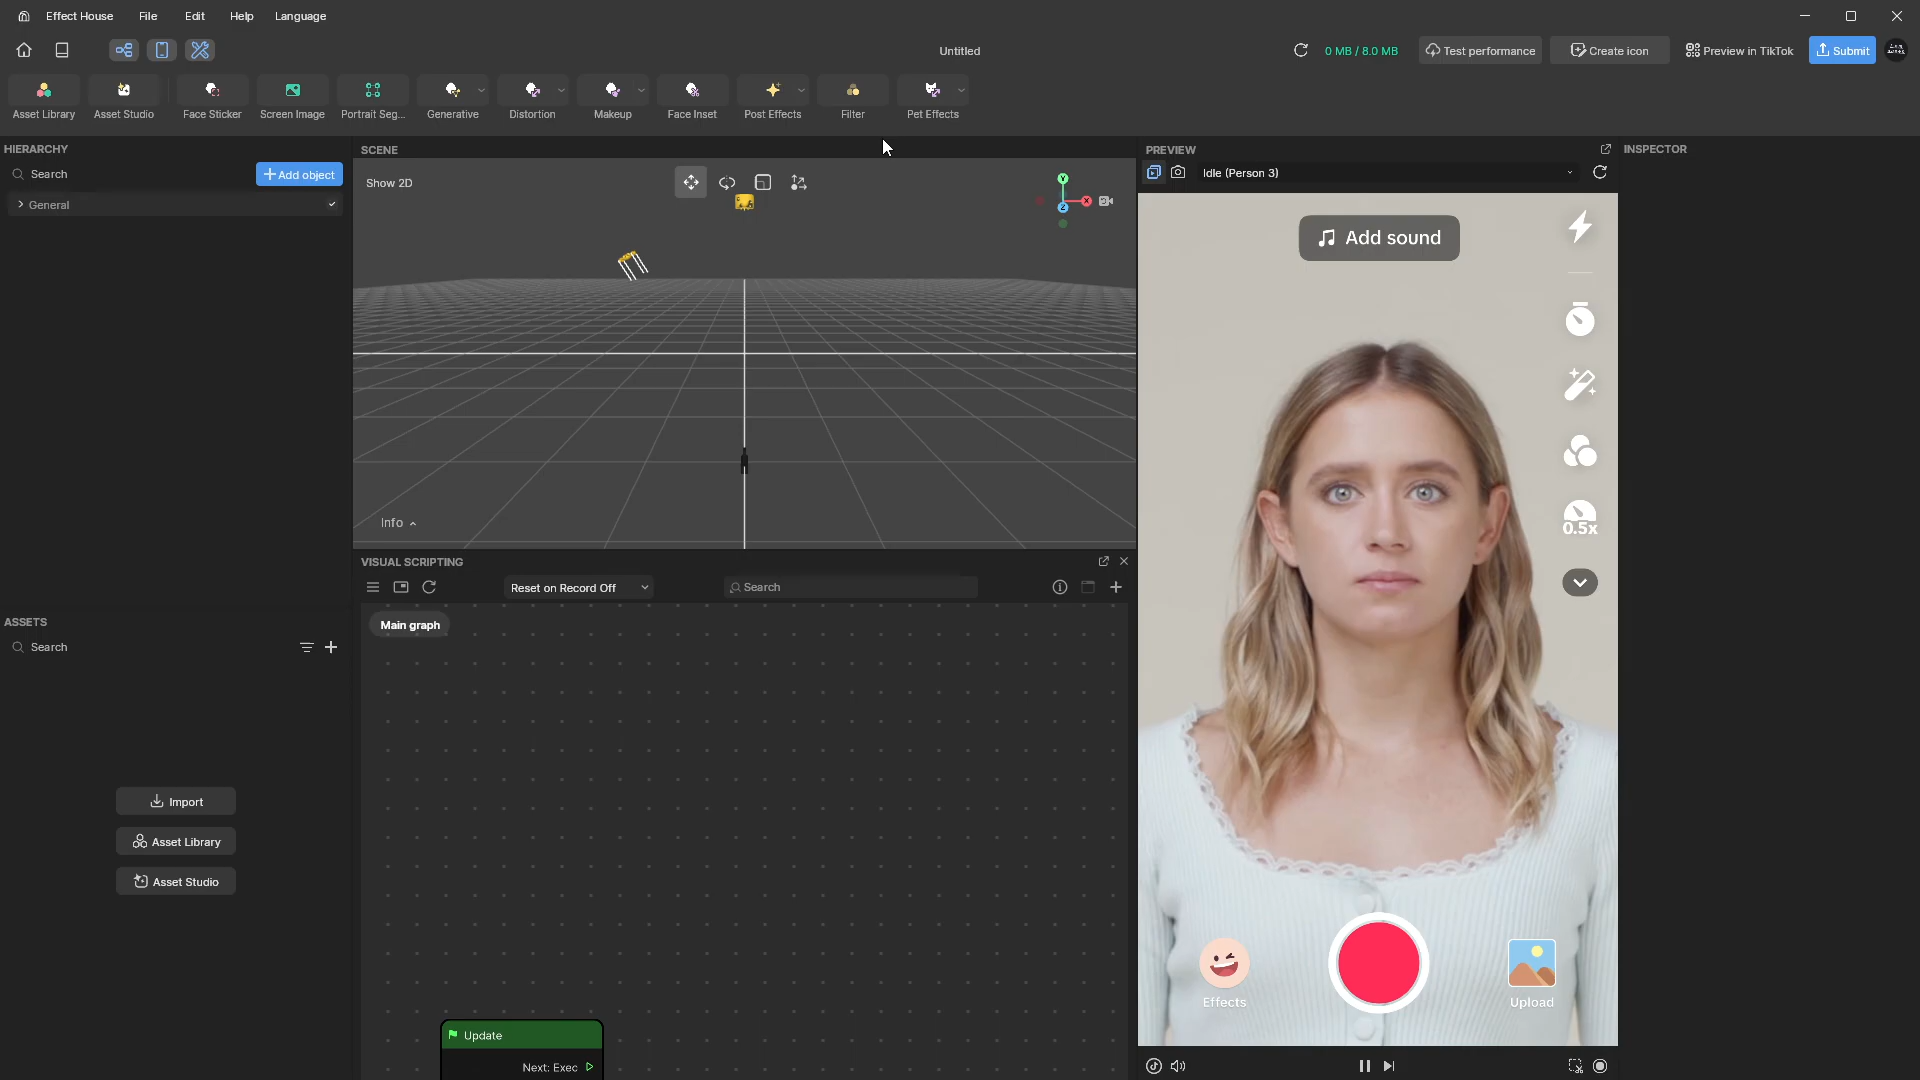 Effect House File Edit Help Language
Untitled
0 MB / 8.0 MB
Test performance
Create icon
Preview in TikTok
Submit
Asset Library
Asset Studio
Face Sticker
Screen Image
Portrait Seg...
Generative
Distortion
Makeup
Face Inset
Post Effects
Filter
Pet Effects
HIERARCHY
Search
Add object
General
SCENE
Show 2D
Y
X
Z
Info
PREVIEW
Idle (Person 3)
INSPECTOR
Add sound
0.5x
Effects
Upload
VISUAL SCRIPTING
Reset on Record Off
Search
Main graph
Update
Next: Exec
ASSETS
Search
Import
Asset Library
Asset Studio